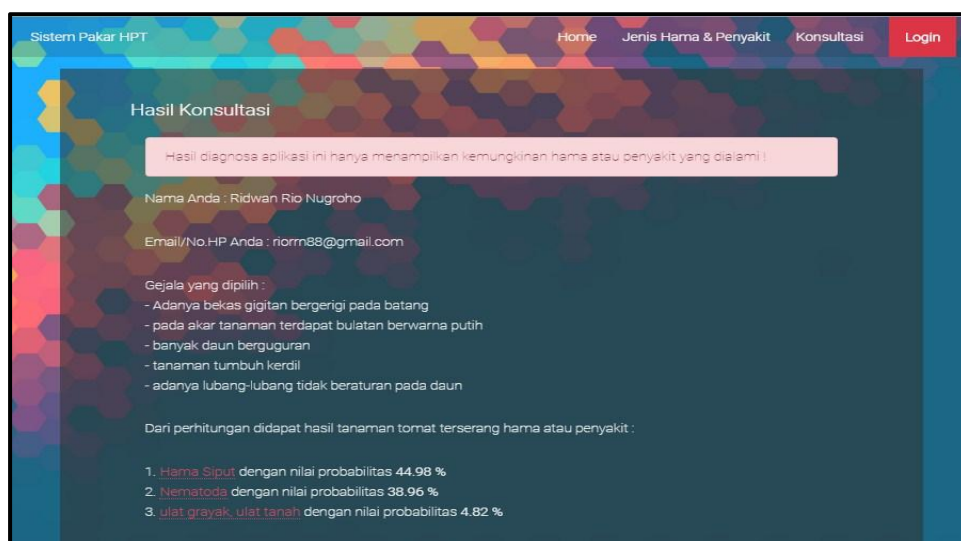 Sistem Pakar HPT Home Jenis Hama & Penyakit Konsultasi Login
Hasil Konsultasi
Hasil diagnosa aplikasi ini hanya menampilkan kemungkinan hama atau penyakit yang dialami !
Nama Anda : Ridwan Rio Nugroho
Email/No.HP Anda : riorrn88@gmail.com
Gejala yang dipilih :
- Adanya bekas gigitan bergerigi pada batang
- pada akar tanaman terdapat bulatan berwarna putih
- banyak daun berguguran
- tanaman tumbuh kerdil
- adanya lubang-lubang tidak beraturan pada daun
Dari perhitungan didapat hasil tanaman tomat terserang hama atau penyakit :
1. Hama Siput dengan nilai probabilitas 44.98 %
2. Nematoda dengan nilai probabilitas 38.96 %
3. ulat grayak, ulat tanah dengan nilai probabilitas 4.82 %